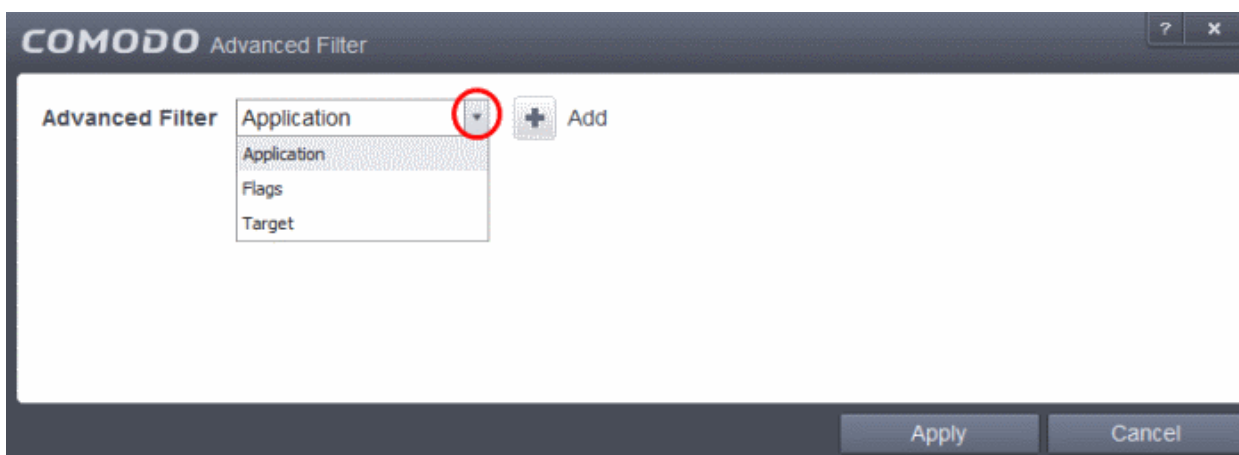 COMODO Advanced Filter ? x
Advanced Filter Application + Add
Application
Flags
Target
Apply Cancel